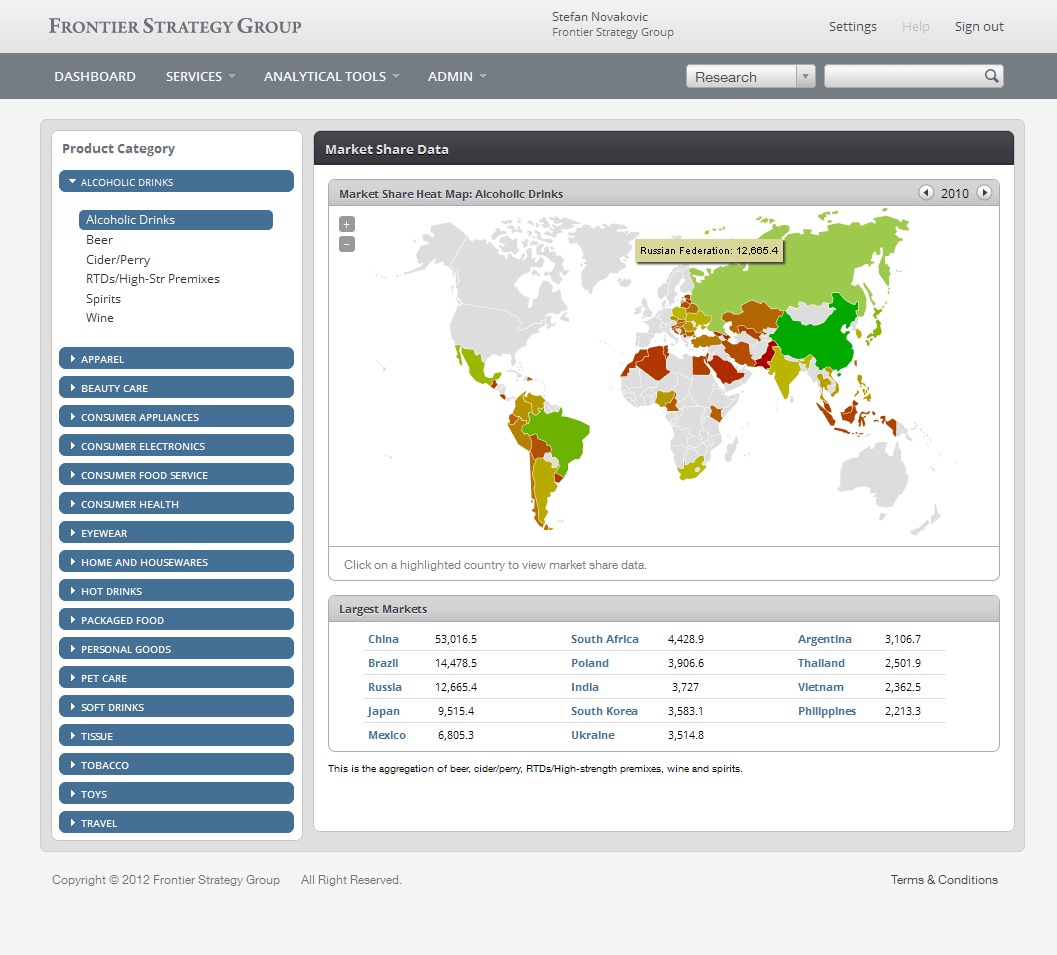 FRONTIER STRATEGY GROUP
Stefan Novakovic
Frontier Strategy Group
Settings Help Sign out
DASHBOARD SERVICES ANALYTICAL TOOLS ADMIN Research
Product Category
ALCOHOLIC DRINKS
Alcoholic Drinks
Beer
Cider/Perry
RTDs/High-Str Premixes
Spirits
Wine
APPAREL
BEAUTY CARE
CONSUMER APPLIANCES
CONSUMER ELECTRONICS
CONSUMER FOOD SERVICE
CONSUMER HEALTH
EYEWEAR
HOME AND HOUSEWARES
HOT DRINKS
PACKAGED FOOD
PERSONAL GOODS
PET CARE
SOFT DRINKS
TISSUE
TOBACCO
TOYS
TRAVEL
Market Share Data
Market Share Heat Map: Alcoholic Drinks 2010
+
−
Russian Federation: 12,665.4
Click on a highlighted country to view market share data.
Largest Markets
China 53,016.5 South Africa 4,428.9 Argentina 3,106.7
Brazil 14,478.5 Poland 3,906.6 Thailand 2,501.9
Russia 12,665.4 India 3,727 Vietnam 2,362.5
Japan 9,515.4 South Korea 3,583.1 Philippines 2,213.3
Mexico 6,805.3 Ukraine 3,514.8
This is the aggregation of beer, cider/perry, RTDs/High-strength premixes, wine and spirits.
Copyright © 2012 Frontier Strategy Group All Right Reserved. Terms & Conditions